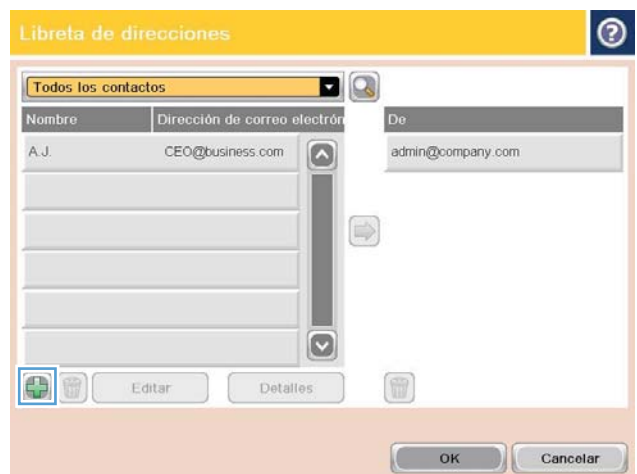 Libreta de direcciones
Todos los contactos
Nombre Dirección de correo electrón De
A.J. CEO@business.com admin@company.com
Editar Detalles
OK Cancelar